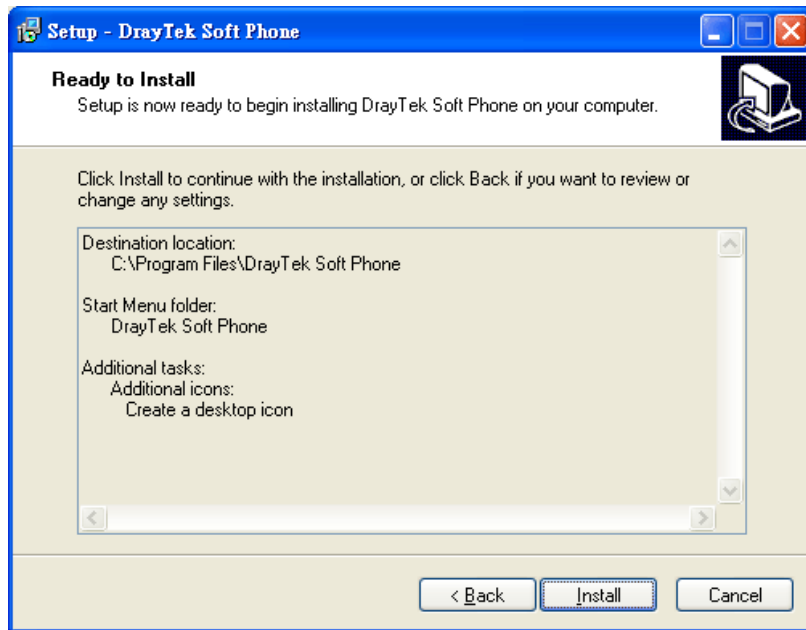 Setup - DrayTek Soft Phone
Ready to Install
Setup is now ready to begin installing DrayTek Soft Phone on your computer.
Click Install to continue with the installation, or click Back if you want to review or
change any settings.
Destination location:
C:\Program Files\DrayTek Soft Phone
Start Menu folder:
DrayTek Soft Phone
Additional tasks:
Additional icons:
Create a desktop icon
< Back
Install
Cancel